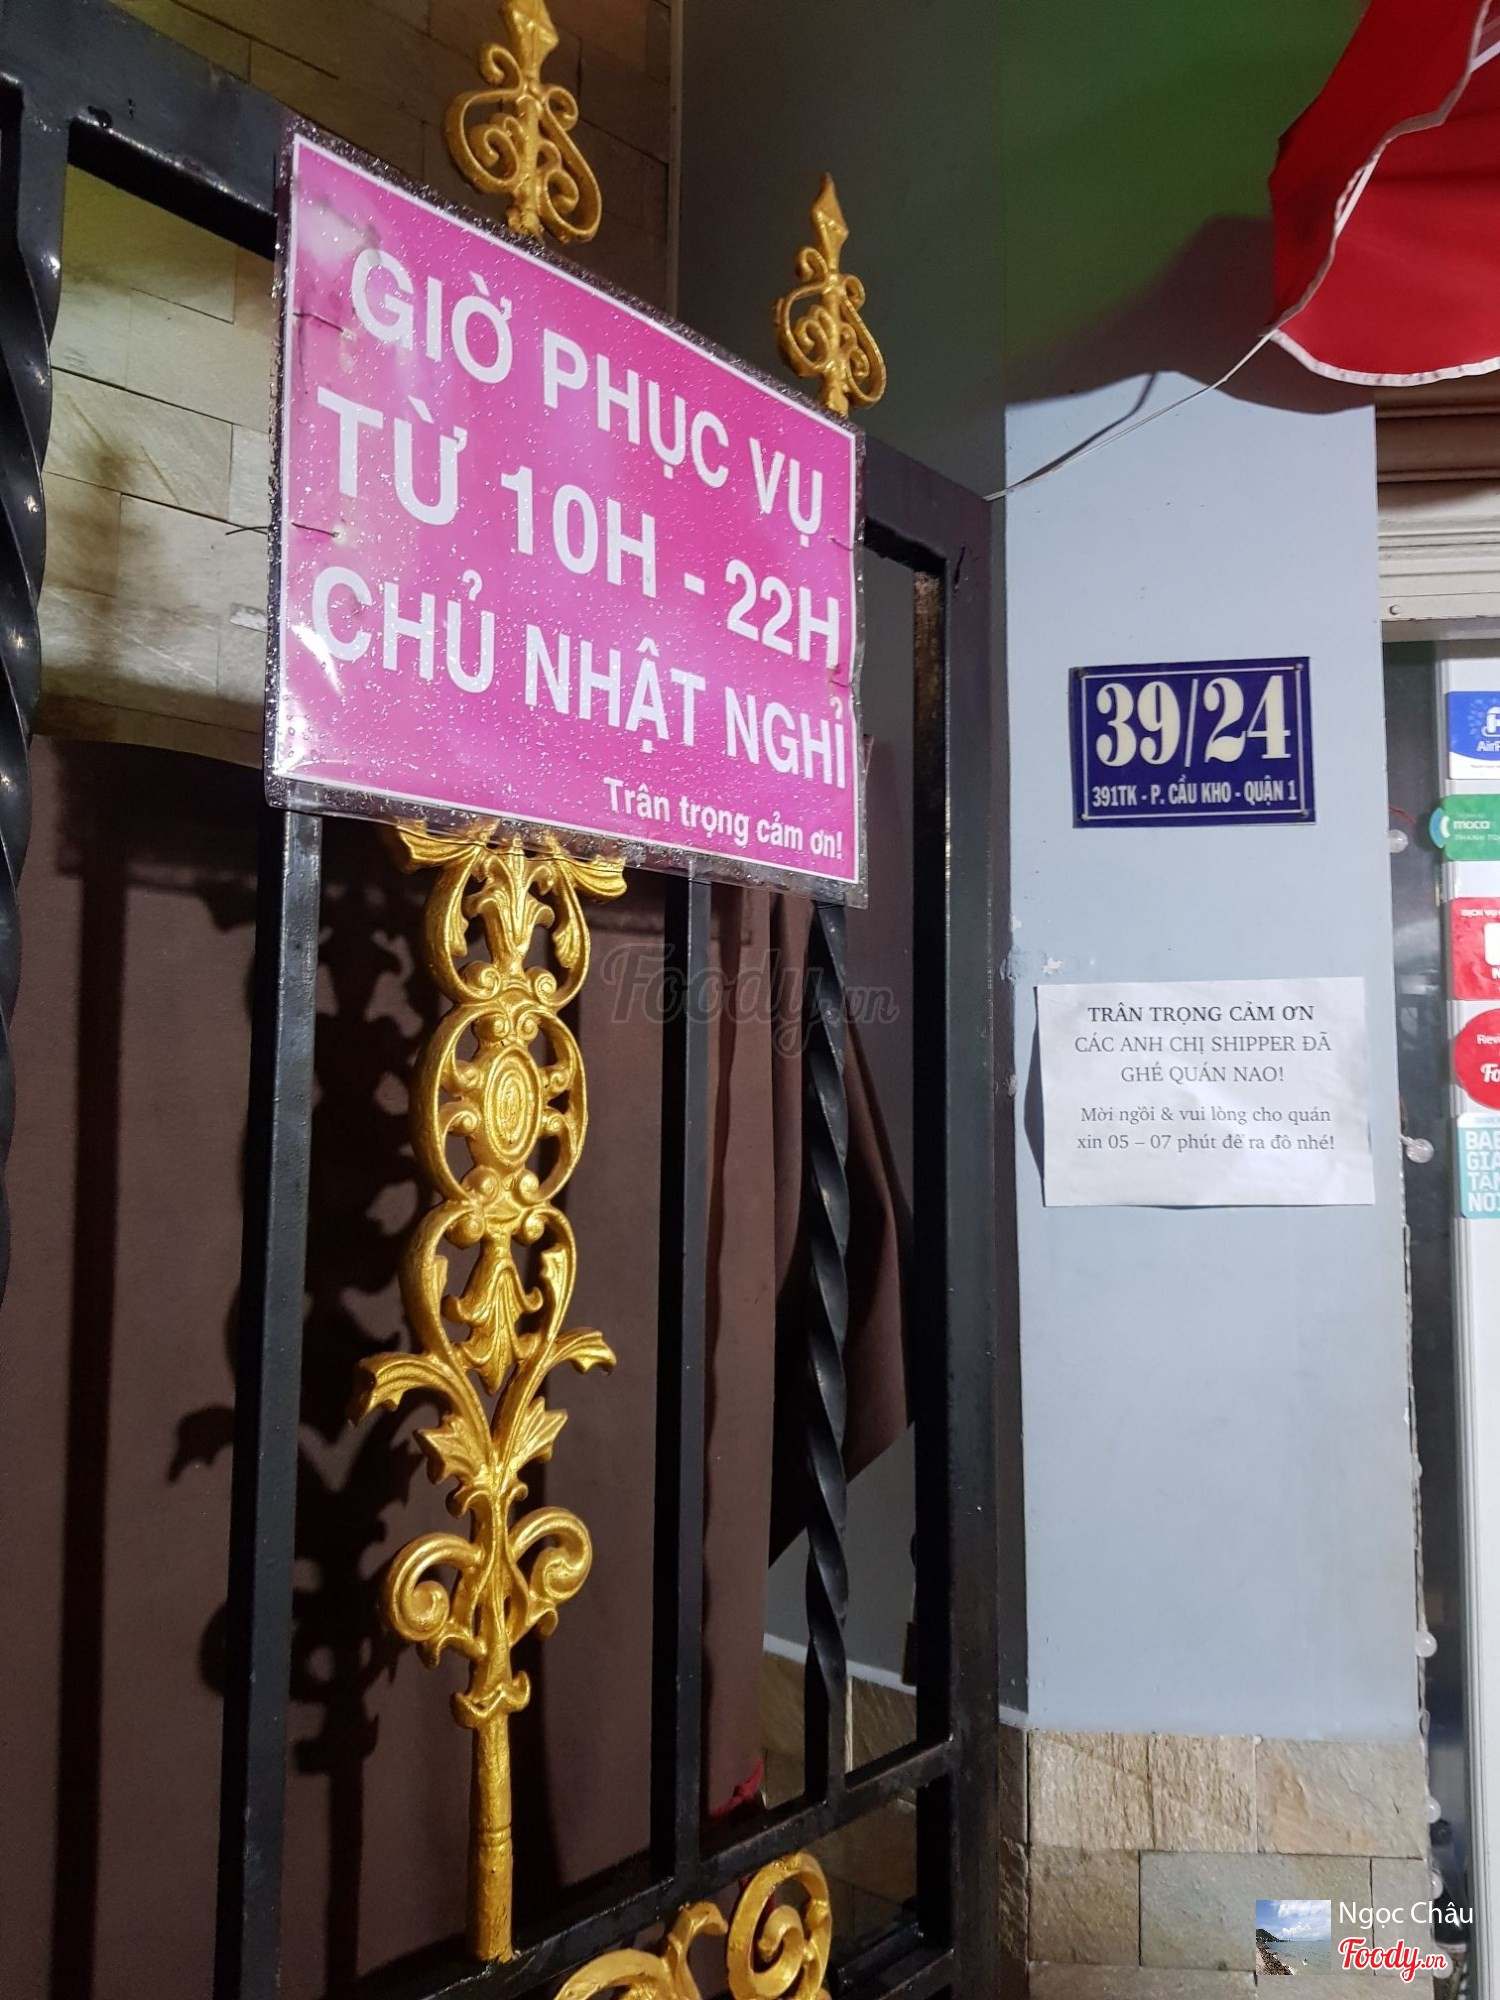 GIỜ PHỤC VỤ
TỪ 10H - 22H
CHỦ NHẬT NGHỈ
Trân trọng cảm ơn!
39/24
391TK - P. CẦU KHO - QUẬN 1
TRÂN TRỌNG CẢM ƠN
CÁC ANH CHỊ SHIPPER ĐÃ
GHÉ QUÁN NAO!
Mời ngồi & vui lòng cho quán
xin 05 – 07 phút để ra đồ nhé!
moca
Foody.vn
Ngọc Châu
Foody.vn